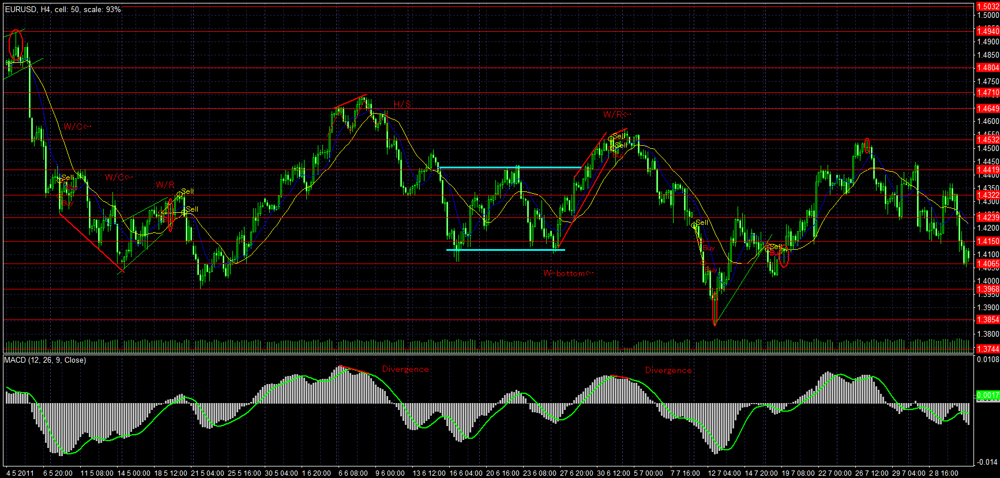 EURUSD, H4, cell: 50, scale: 93%
1.5032
1.5000
1.4940
1.4900
1.4850
1.4804
1.4750
1.4710
1.4649
1.4600
1.4532
1.4500
1.4450
1.4419
1.4400
1.4350
1.4322
1.4300
1.4239
1.4200
1.4150
1.4100
1.4065
1.4000
1.3968
1.3950
1.3900
1.3854
1.3800
1.3744
H/S
W/R<-·
W/C<-·
Sell
Sell
Buy
W/C<-·
W/R
Sell
Buy
Buy
Sell
Buy
Sell
Buy
Buy
Sell
Buy
W-bottom<-·
MACD (12, 26, 9, Close)
Divergence
Divergence
0.0108
0.0017
-0.014
4 5 2011
6 5 20:00
11 5 08:00
14 5 00:00
18 5 12:00
21 5 04:00
25 5 16:00
30 5 04:00
1 6 20:00
6 6 08:00
9 6 00:00
13 6 12:00
16 6 04:00
20 6 16:00
23 6 08:00
27 6 20:00
30 6 12:00
5 7 00:00
7 7 16:00
12 7 04:00
14 7 20:00
19 7 08:00
22 7 00:00
26 7 12:00
29 7 04:00
2 8 16:00